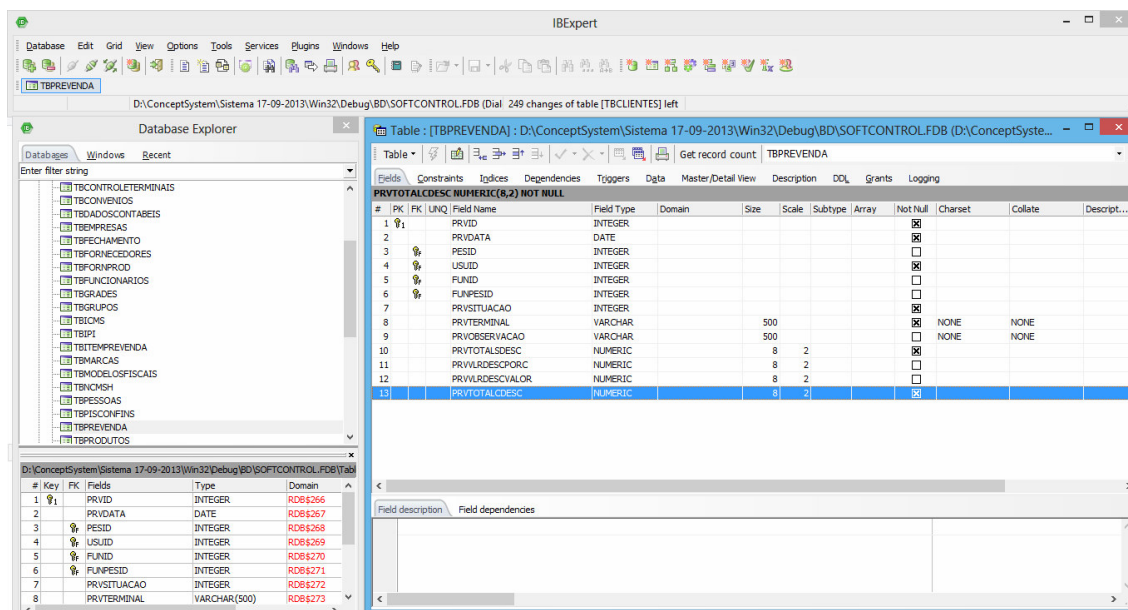 IBExpert
Database Edit Grid View Options Tools Services Plugins Windows Help
TBPREVENDA
D:\ConceptSystem\Sistema 17-09-2013\Win32\Debug\BD\SOFTCONTROL.FDB (Dial 249 changes of table [TBCLIENTES] left
Database Explorer
Databases Windows Recent
Enter filter string
TBCONTROLETERMINAIS
TBCONVENIOS
TBDADOSCONTABEIS
TBEMPRESAS
TBFECHAMENTO
TBFORNECEDORES
TBFORNPROD
TBFUNCIONARIOS
TBGRADES
TBGRUPOS
TBICMS
TBIPI
TBITEMPREVENDA
TBMARCAS
TBMODELOSFISCAIS
TBNCMSH
TBPESSOAS
TBPISCONFINS
TBPREVENDA
TBPRODUTOS
D:\ConceptSystem\Sistema 17-09-2013\Win32\Debug\BD\SOFTCONTROL.FDB\Tabl
# Key FK Fields Type Domain
1 1 PRVID INTEGER RDB$266
2 PRVDATA DATE RDB$267
3 PESID INTEGER RDB$268
4 USUID INTEGER RDB$269
5 FUNID INTEGER RDB$270
6 FUNPESID INTEGER RDB$271
7 PRVSITUACAO INTEGER RDB$272
8 PRVTERMINAL VARCHAR(500) RDB$273
Table : [TBPREVENDA] : D:\ConceptSystem\Sistema 17-09-2013\Win32\Debug\BD\SOFTCONTROL.FDB (D:\ConceptSyste...
Table Get record count TBPREVENDA
Fields Constraints Indices Dependencies Triggers Data Master/Detail View Description DDL Grants Logging
PRVTOTALCDESC NUMERIC(8,2) NOT NULL
# PK FK UNQ Field Name Field Type Domain Size Scale Subtype Array Not Null Charset Collate Descript...
1 1 PRVID INTEGER
2 PRVDATA DATE
3 PESID INTEGER
4 USUID INTEGER
5 FUNID INTEGER
6 FUNPESID INTEGER
7 PRVSITUACAO INTEGER
8 PRVTERMINAL VARCHAR 500 NONE NONE
9 PRVOBSERVACAO VARCHAR 500 NONE NONE
10 PRVTOTALSDESC NUMERIC 8 2
11 PRVVLRDESCPORC NUMERIC 8 2
12 PRVVLRDESCVALOR NUMERIC 8 2
13 PRVTOTALCDESC NUMERIC 8 2
Field description Field dependencies